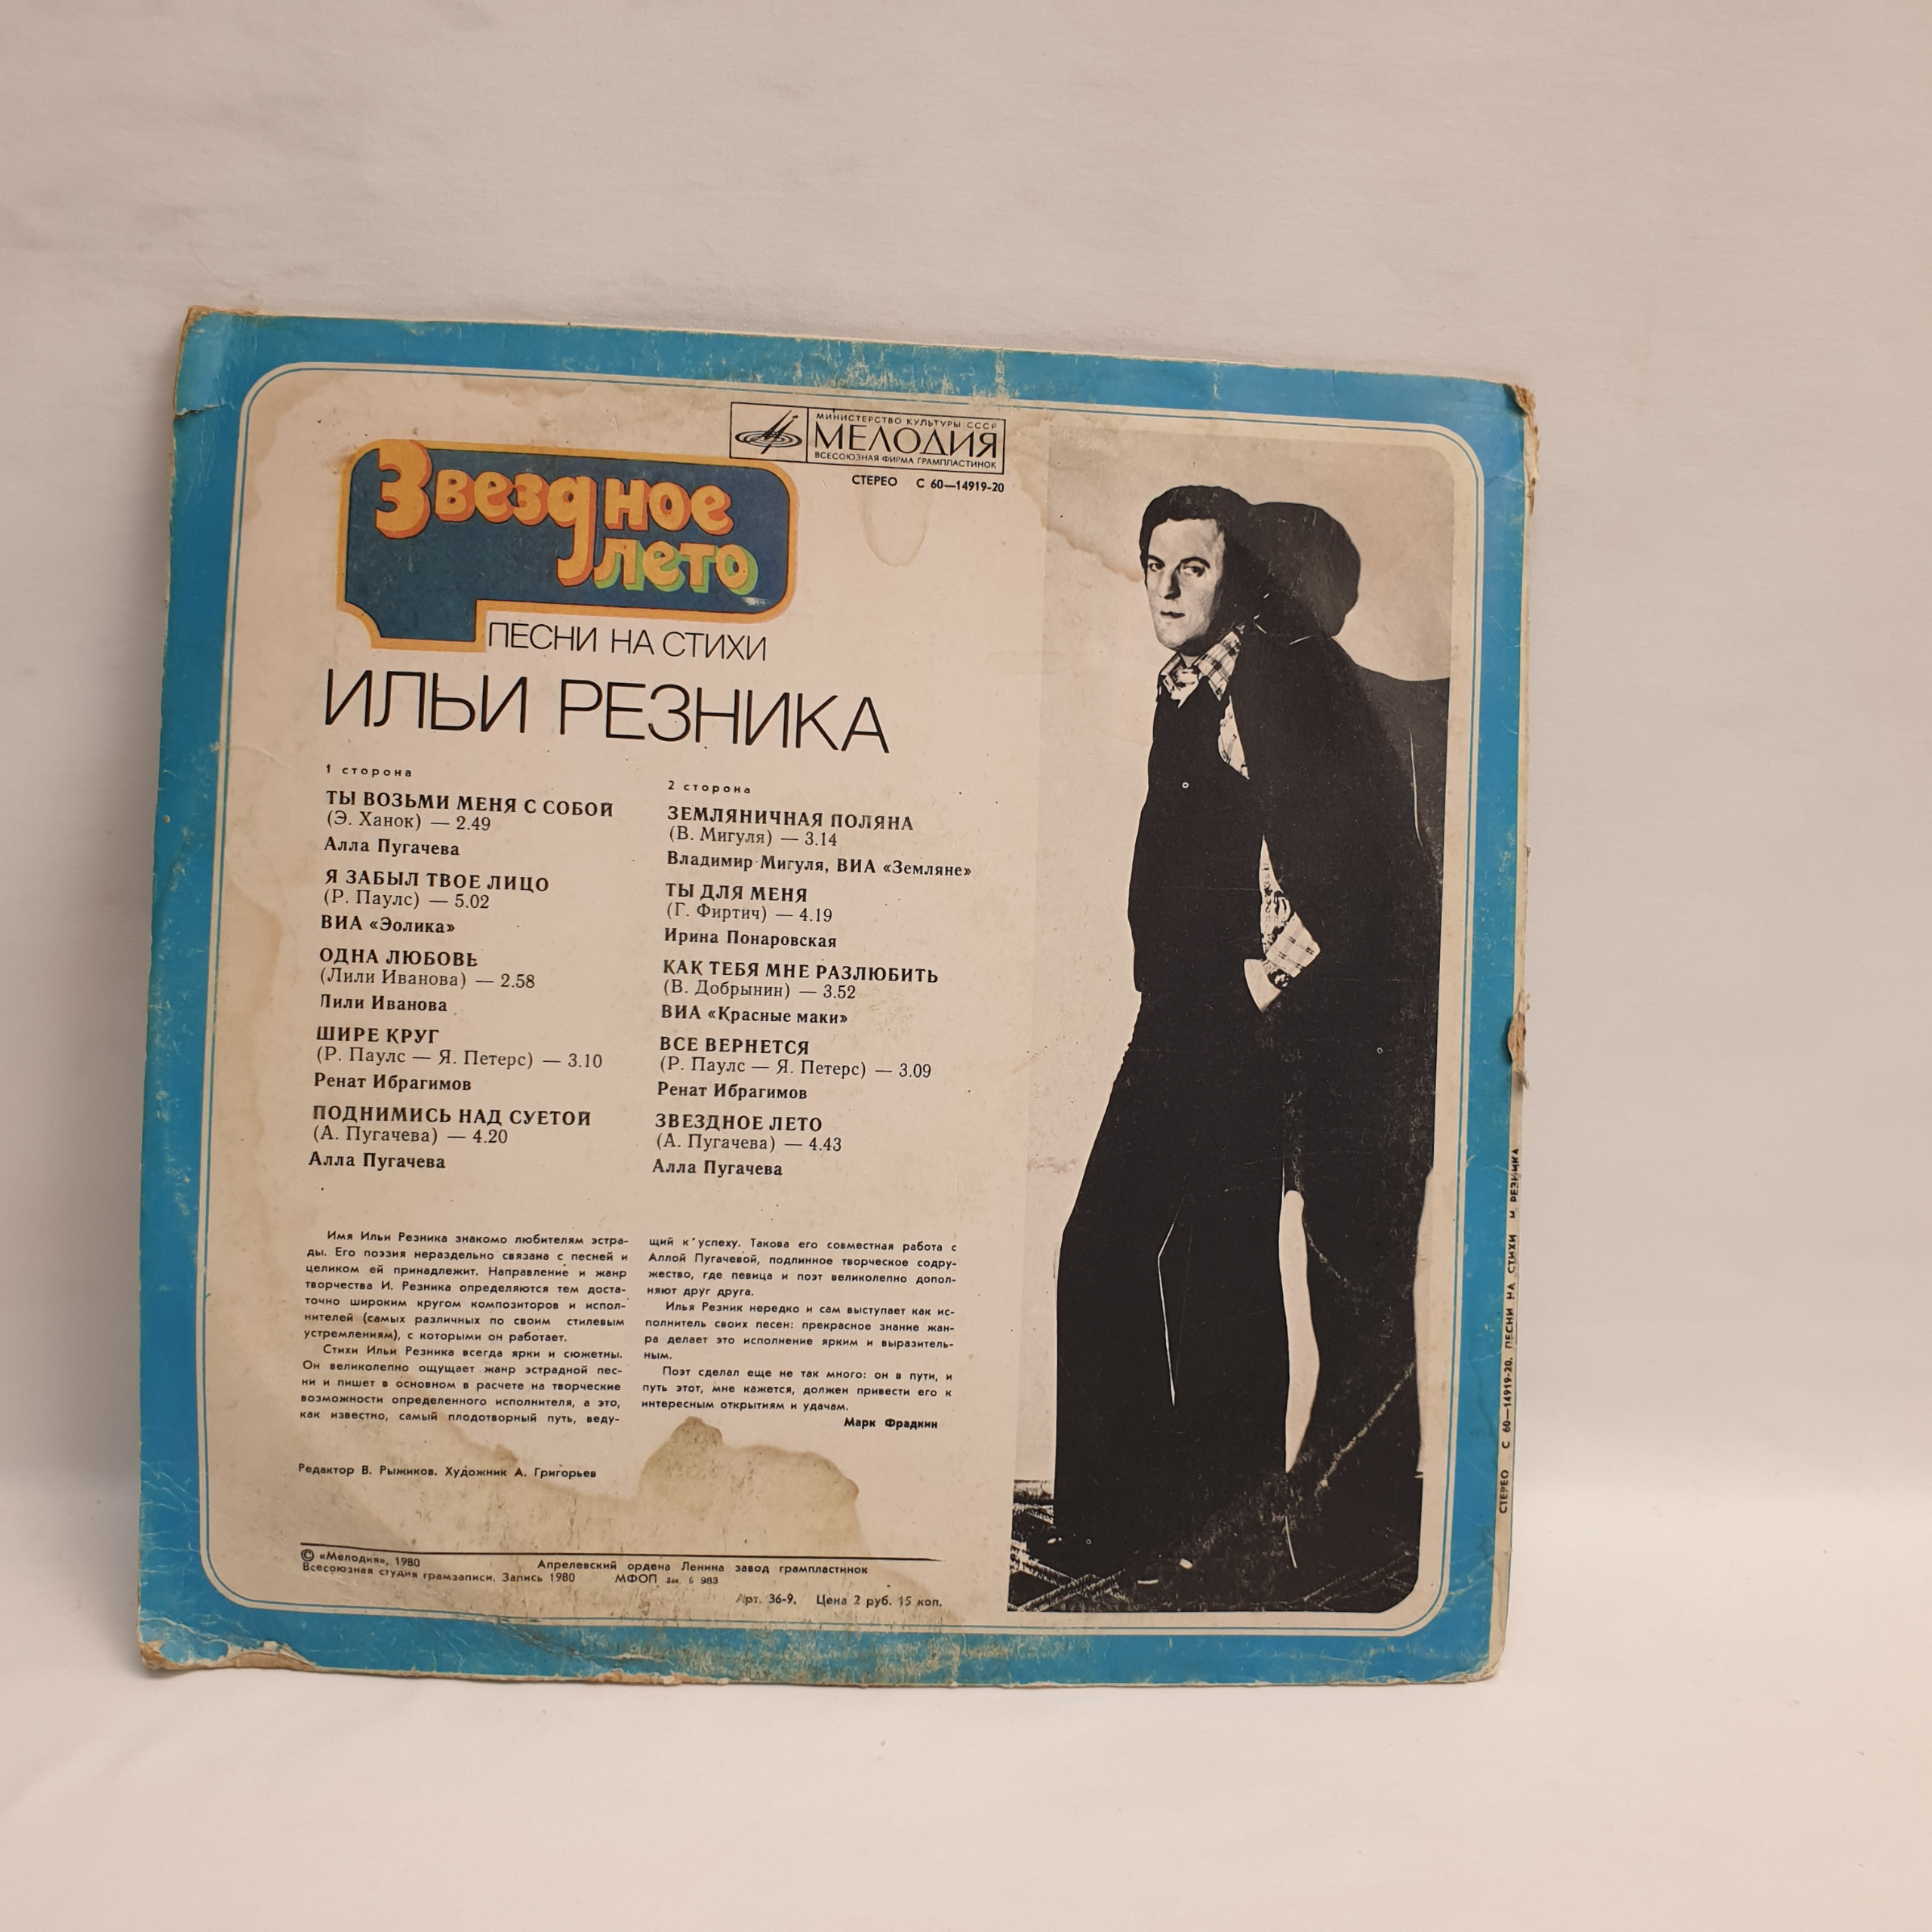 МИНИСТЕРСТВО КУЛЬТУРЫ СССР
МЕЛОДИЯ
ВСЕСОЮЗНАЯ ФИРМА ГРАМПЛАСТИНОК
СТЕРЕО С 60—14919-20
Звездное
лето
ПЕСНИ НА СТИХИ
ИЛЬИ РЕЗНИКА
1 сторона
ТЫ ВОЗЬМИ МЕНЯ С СОБОЙ
(Э. Ханок) — 2.49
Алла Пугачева
Я ЗАБЫЛ ТВОЕ ЛИЦО
(Р. Паулс) — 5.02
ВИА «Эолика»
ОДНА ЛЮБОВЬ
(Лили Иванова) — 2.58
Лили Иванова
ШИРЕ КРУГ
(Р. Паулс — Я. Петерс) — 3.10
Ренат Ибрагимов
ПОДНИМИСЬ НАД СУЕТОЙ
(А. Пугачева) — 4.20
Алла Пугачева
2 сторона
ЗЕМЛЯНИЧНАЯ ПОЛЯНА
(В. Мигуля) — 3.14
Владимир Мигуля, ВИА «Земляне»
ТЫ ДЛЯ МЕНЯ
(Г. Фиртич) — 4.19
Ирина Понаровская
КАК ТЕБЯ МНЕ РАЗЛЮБИТЬ
(В. Добрынин) — 3.52
ВИА «Красные маки»
ВСЕ ВЕРНЕТСЯ
(Р. Паулс — Я. Петерс) — 3.09
Ренат Ибрагимов
ЗВЕЗДНОЕ ЛЕТО
(А. Пугачева) — 4.43
Алла Пугачева
Имя Ильи Резника знакомо любителям эстра-
ды. Его поэзия нераздельно связана с песней и
целиком ей принадлежит. Направление и жанр
творчества И. Резника определяются тем доста-
точно широким кругом композиторов и испол-
нителей (самых различных по своим стилевым
устремлениям), с которыми он работает.
Стихи Ильи Резника всегда ярки и сюжетны.
Он великолепно ощущает жанр эстрадной пес-
ни и пишет в основном в расчете на творческие
возможности определенного исполнителя, а это,
как известно, самый плодотворный путь, веду-
щий к успеху. Такова его совместная работа с
Аллой Пугачевой, подлинное творческое содру-
жество, где певица и поэт великолепно допол-
няют друг друга.
Илья Резник нередко и сам выступает как ис-
полнитель своих песен: прекрасное знание жан-
ра делает это исполнение ярким и выразитель-
ным.
Поэт сделал еще не так много: он в пути, и
путь этот, мне кажется, должен привести его к
интересным открытиям и удачам.
Марк Фрадкин
Редактор В. Рыжиков. Художник А. Григорьев
© «Мелодия», 1980
Апрелевский ордена Ленина завод грампластинок
Всесоюзная студия грамзаписи. Запись 1980
МФОП зак. 6 983
Арт. 36-9. Цена 2 руб. 15 коп.
СТЕРЕО С 60—14919-20. ПЕСНИ НА СТИХИ И. РЕЗНИКА